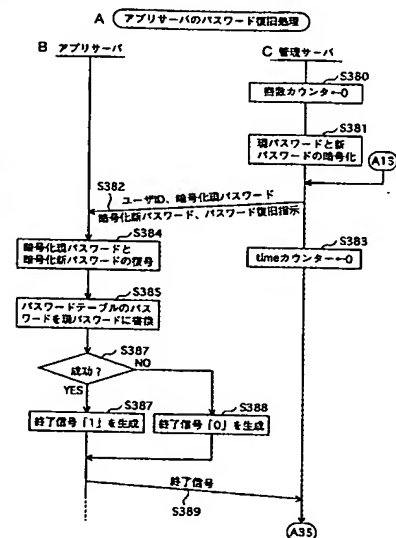 A アプリサーバのパスワード復旧処理
B アプリサーバ
C 管理サーバ
S380
回数カウンター←0
S381
現パスワードと新
パスワードの暗号化
A15
S382
ユーザID、暗号化現パスワード
暗号化新パスワード、パスワード復旧指示
S384
暗号化現パスワードと
暗号化新パスワードの復号
S383
timeカウンター←0
S385
パスワードテーブルのパス
ワードを現パスワードに書換
S387
成功?
NO
YES
S387
終了信号「1」を生成
S388
終了信号「0」を生成
終了信号
S389
A35